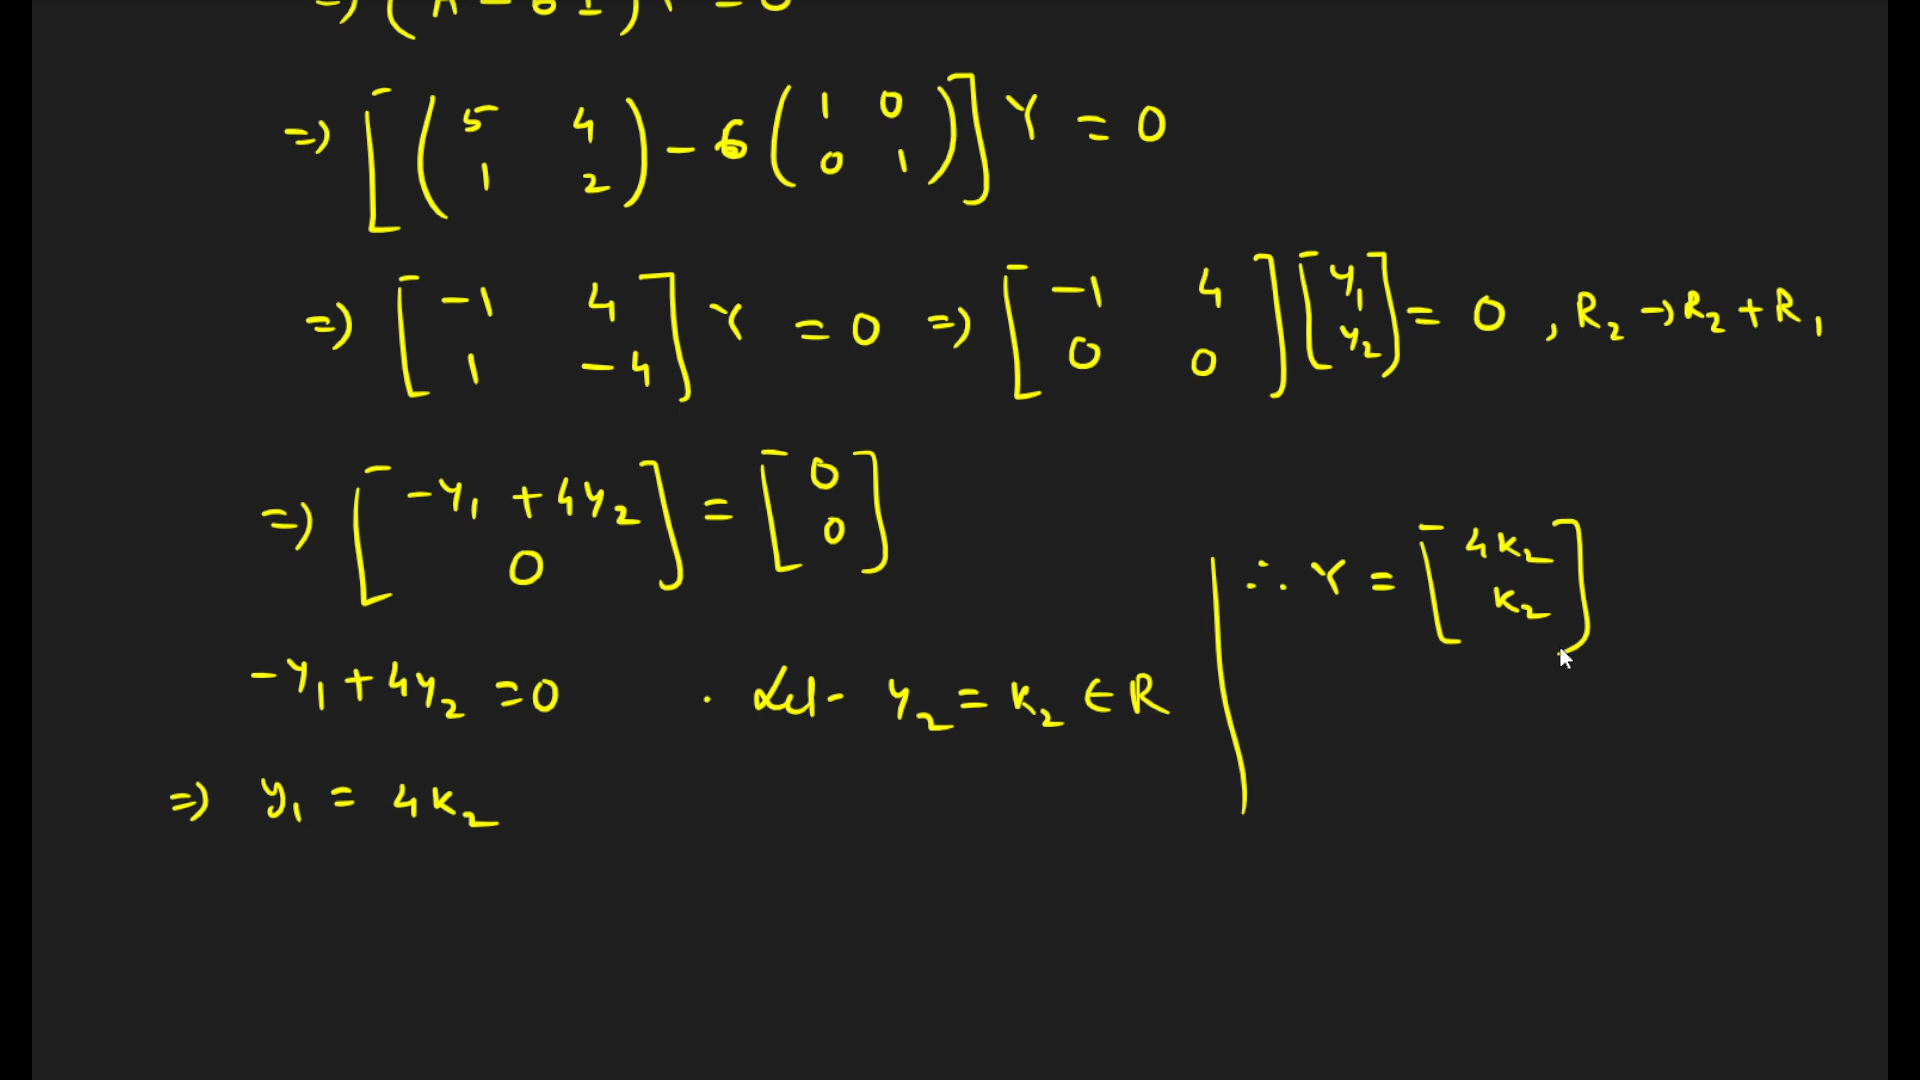 => (A - 6I) Y = 0
=> [ ( 5 4 ; 1 2 ) - 6 ( 1 0 ; 0 1 ) ] Y = 0
=> [ -1 4 ; 1 -4 ] Y = 0 => [ -1 4 ; 0 0 ] [ y₁ ; y₂ ] = 0 , R₂ → R₂ + R₁
=> [ -y₁ + 4y₂ ; 0 ] = [ 0 ; 0 ]
-y₁ + 4y₂ = 0 . Let y₂ = k₂ ∈ R
=> y₁ = 4k₂
∴ Y = [ 4k₂ ; k₂ ]